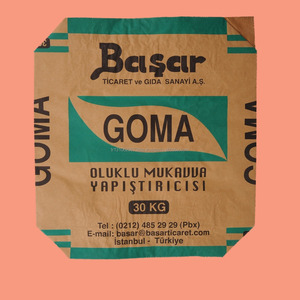 Başar
TİCARET ve GIDA SANAYİ A.Ş.
GOMA
GOMA
GOMA
OLUKLU MUKAVVA
YAPIŞTIRICISI
30 KG
Tel : (0212) 485 29 29 (Pbx)
E-mail: basar@basarticaret.com
İstanbul - Türkiye